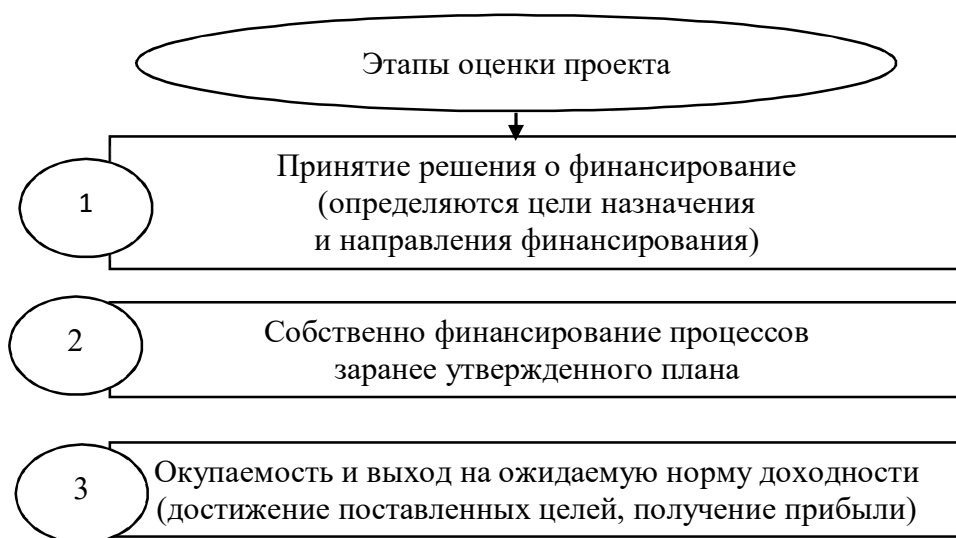 Этапы оценки проекта
1
Принятие решения о финансирование
(определяются цели назначения
и направления финансирования)
2
Собственно финансирование процессов
заранее утвержденного плана
3
Окупаемость и выход на ожидаемую норму доходности
(достижение поставленных целей, получение прибыли)